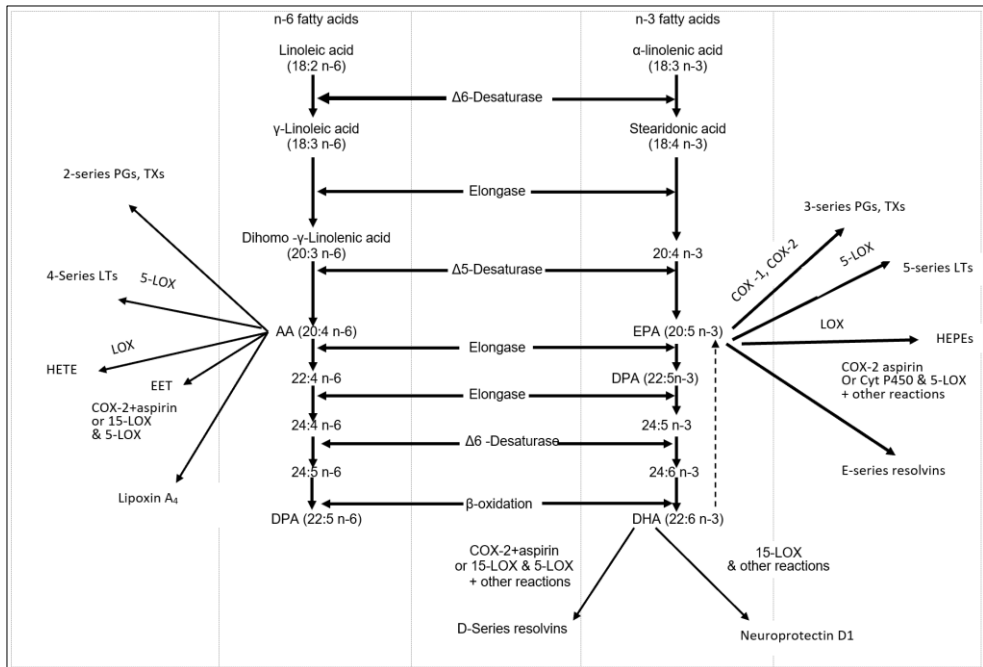 n-6 fatty acids
n-3 fatty acids
Linoleic acid
(18:2 n-6)
α-linolenic acid
(18:3 n-3)
Δ6-Desaturase
γ-Linoleic acid
(18:3 n-6)
Stearidonic acid
(18:4 n-3)
2-series PGs, TXs
Elongase
3-series PGs, TXs
Dihomo -γ-Linolenic acid
(20:3 n-6)
20:4 n-3
COX -1, COX-2
5-LOX
5-series LTs
4-Series LTs
5-LOX
Δ5-Desaturase
AA (20:4 n-6)
EPA (20:5 n-3)
LOX
HEPEs
LOX
HETE
EET
Elongase
22:4 n-6
DPA (22:5n-3)
COX-2 aspirin
Or Cyt P450 & 5-LOX
+ other reactions
COX-2+aspirin
or 15-LOX
& 5-LOX
Elongase
24:4 n-6
24:5 n-3
Δ6 -Desaturase
24:5 n-6
24:6 n-3
E-series resolvins
Lipoxin A₄
β-oxidation
DPA (22:5 n-6)
DHA (22:6 n-3)
COX-2+aspirin
or 15-LOX & 5-LOX
+ other reactions
15-LOX
& other reactions
D-Series resolvins
Neuroprotectin D1